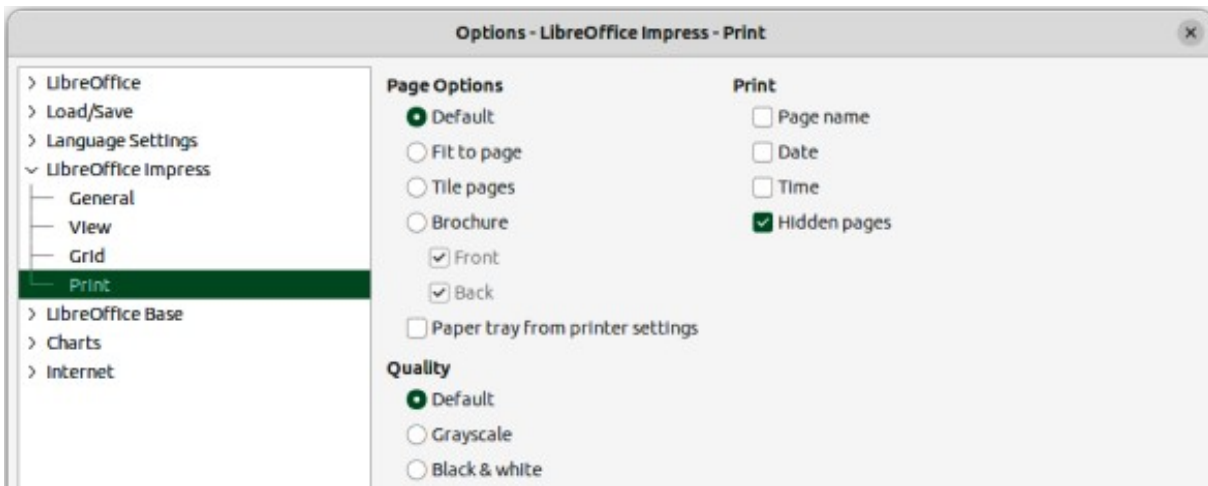 Options - LibreOffice Impress - Print
LibreOffice
Load/Save
Language Settings
LibreOffice Impress
General
View
Grid
Print
LibreOffice Base
Charts
Internet
Page Options
Default
Fit to page
Tile pages
Brochure
Front
Back
Paper tray from printer settings
Quality
Default
Grayscale
Black & white
Print
Page name
Date
Time
Hidden pages